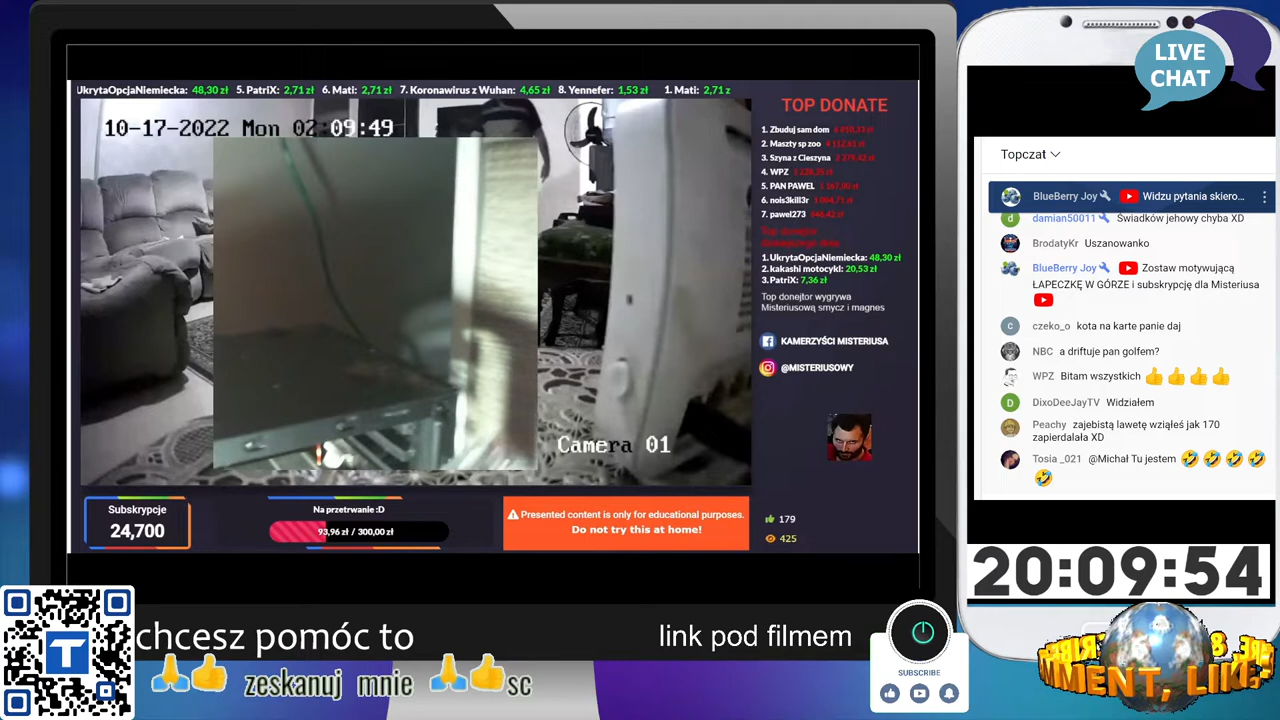 UkrytaOpcjaNiemiecka: 48,30 zł 5. PatriX: 2,71 zł 6. Mati: 2,71 zł 7. Koronawirus z Wuhan: 4,65 zł 8. Yennefer: 1,53 zł 1. Mati: 2,71 z
10-17-2022 Mon 02:09:49
Camera 01
TOP DONATE
1. Zbuduj sam dom
2. Maszty sp zoo
3. Szyna z Cieszyna
4. WPZ
5. PAN PAWEL
6. nois3kill3r
7. pawel273
1.UkrytaOpcjaNiemiecka: 48,30 zł
2. kakashi motocykl: 20,53 zł
3. PatriX: 7,36 zł
Top donejtor wygrywa
Misteriusową smycz i magnes
KAMERZYŚCI MISTERIUSA
@MISTERIUSOWY
Subskrypcje
24,700
Na przetrwanie :D
93,96 zł / 300,00 zł
Presented content is only for educational purposes.
Do not try this at home!
179
425
LIVE
CHAT
Topczat
BlueBerry Joy Widzu pytania skiero...
damian50011 Świadków jehowy chyba XD
BrodatyKr Uszanowanko
BlueBerry Joy Zostaw motywującą
ŁAPECZKĘ W GÓRZE i subskrypcję dla Misteriusa
czeko_o kota na karte panie daj
NBC a driftuje pan golfem?
WPZ Bitam wszystkich 👍👍👍👍
DixoDeeJayTV Widziałem
Peachy zajebistą lawetę wziąłeś jak 170
zapierdalała XD
Tosia _021 @Michał Tu jestem 🤣🤣🤣🤣
🤣
20:09:54
chcesz pomóc to
link pod filmem
🙏👍 zeskanuj mnie 🙏👍 sc
T
SUBSCRIBE
MMENT, LIKE,